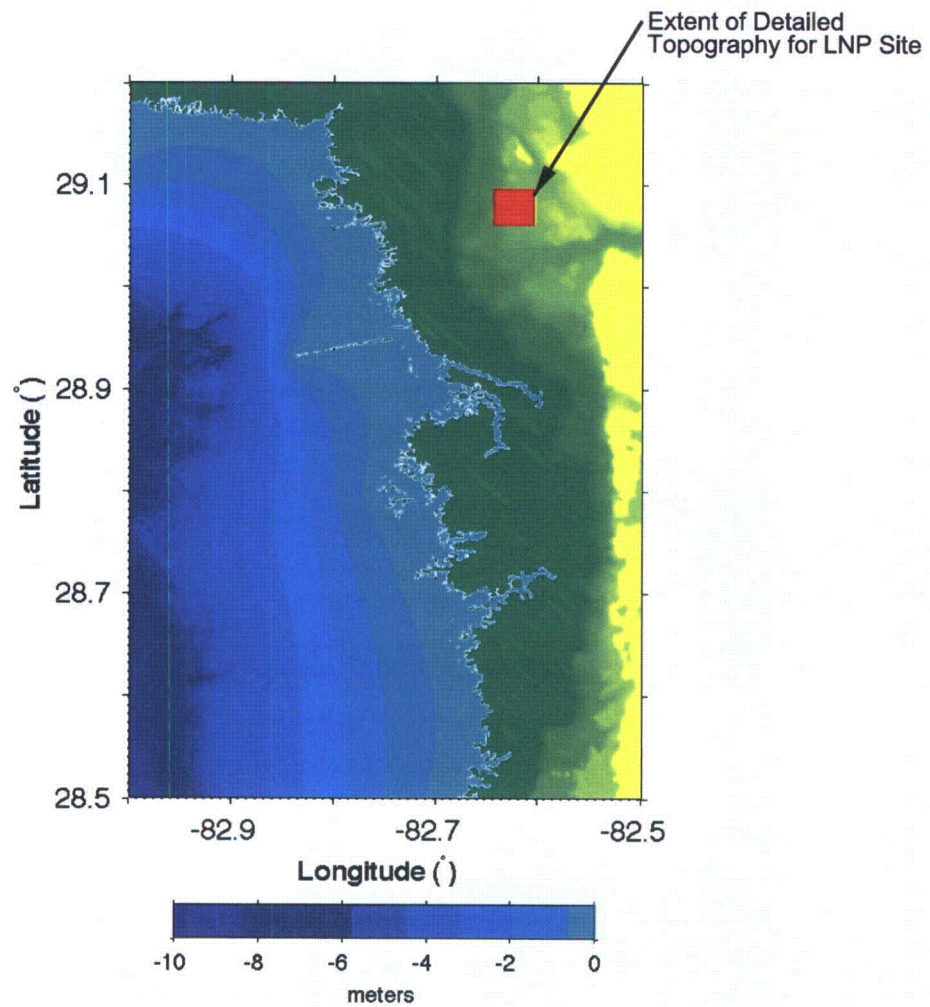 Extent of Detailed
Topography for LNP Site
29.1
28.9
28.7
28.5
Latitude (°)
-82.9
-82.7
-82.5
Longitude (°)
-10
-8
-6
-4
-2
0
meters